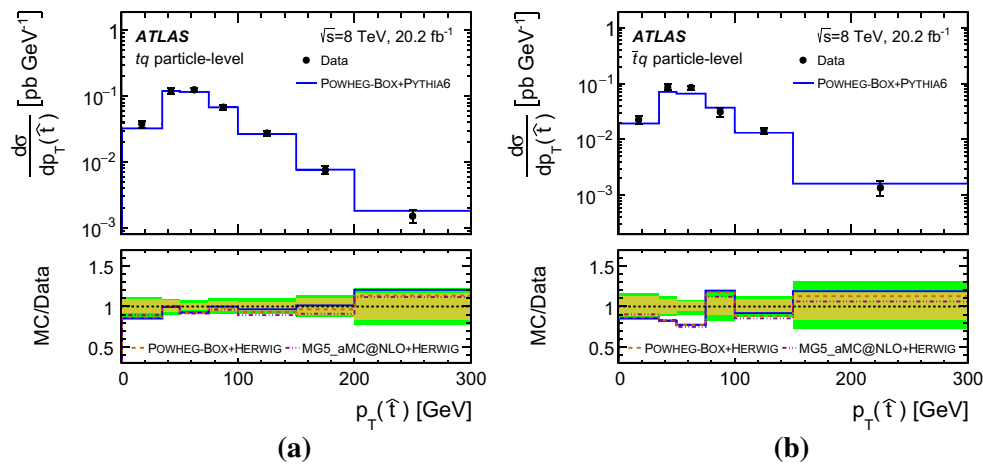 ATLAS √s=8 TeV, 20.2 fb⁻¹
tq particle-level
Data
POWHEG-BOX+PYTHIA6
dσ/dp_T(t̂) [pb GeV⁻¹]
1
10⁻¹
10⁻²
10⁻³
MC/Data
1.5
1
0.5
POWHEG-BOX+HERWIG MG5_aMC@NLO+HERWIG
0 100 200 300
p_T(t̂) [GeV]
(a)
ATLAS √s=8 TeV, 20.2 fb⁻¹
t̄q particle-level
Data
POWHEG-BOX+PYTHIA6
dσ/dp_T(t̂) [pb GeV⁻¹]
1
10⁻¹
10⁻²
10⁻³
MC/Data
1.5
1
0.5
POWHEG-BOX+HERWIG MG5_aMC@NLO+HERWIG
0 100 200 300
p_T(t̂) [GeV]
(b)